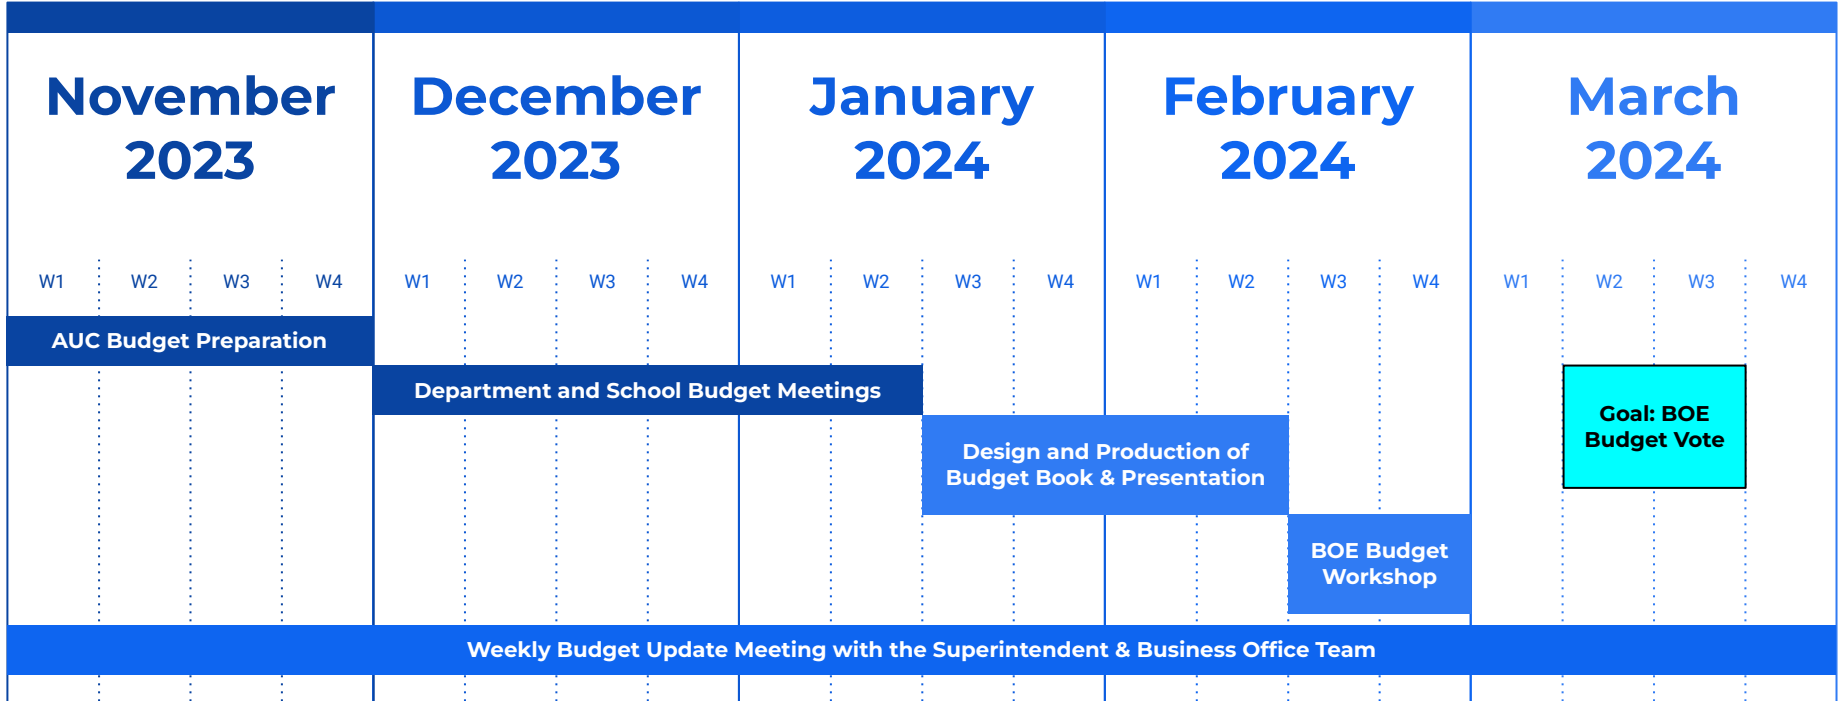 November
2023
December
2023
January
2024
February
2024
March
2024
W1 W2 W3 W4 W1 W2 W3 W4 W1 W2 W3 W4 W1 W2 W3 W4 W1 W2 W3 W4
AUC Budget Preparation
Department and School Budget Meetings
Goal: BOE
Budget Vote
Design and Production of
Budget Book & Presentation
BOE Budget
Workshop
Weekly Budget Update Meeting with the Superintendent & Business Office Team